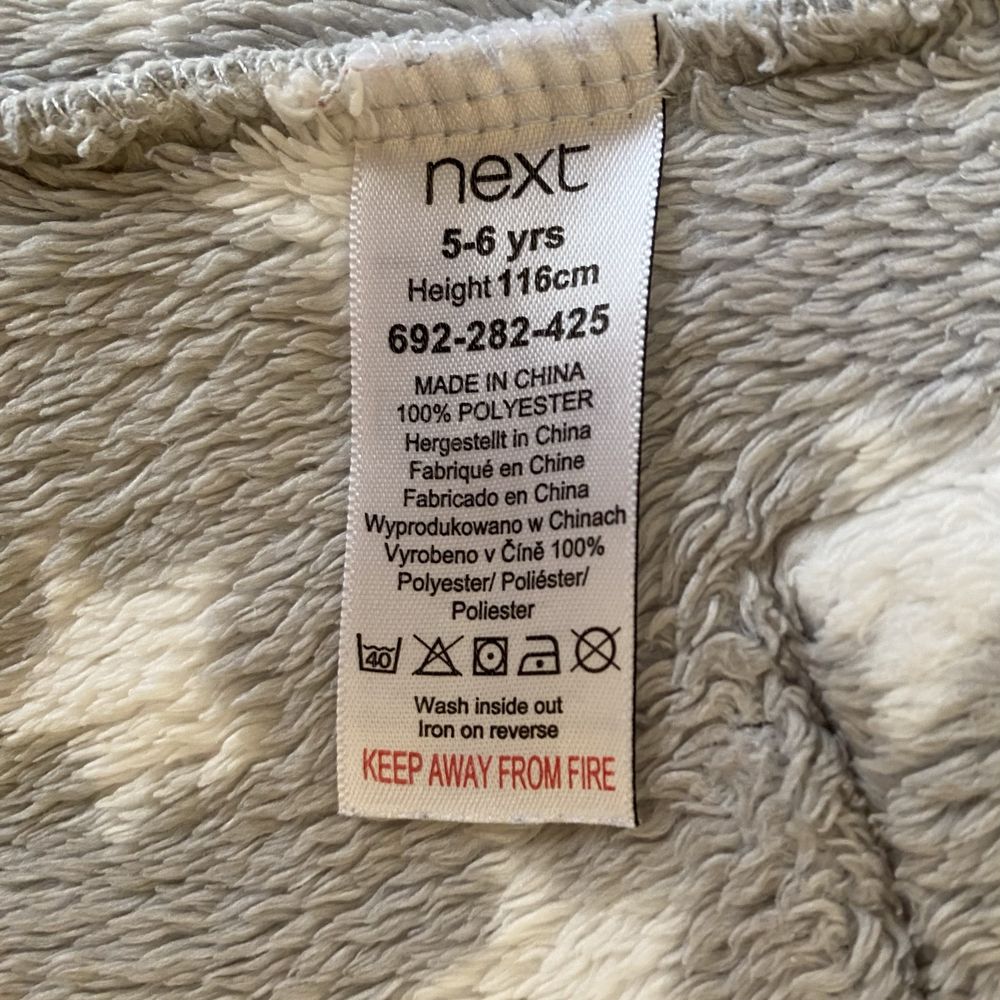 next
5-6 yrs
Height 116cm
692-282-425
MADE IN CHINA
100% POLYESTER
Hergestellt in China
Fabriqué en Chine
Fabricado en China
Wyprodukowano w Chinach
Vyrobeno v Číně 100%
Polyester/ Poliéster/
Poliester
40
Wash inside out
Iron on reverse
KEEP AWAY FROM FIRE